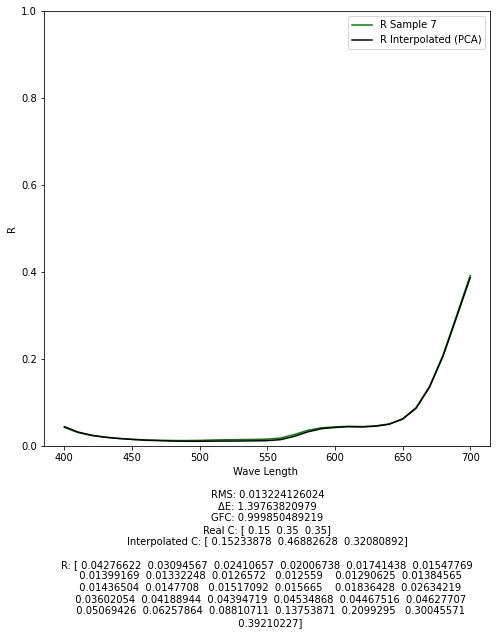 1.0
0.8
0.6
0.4
0.2
0.0
R
R Sample 7
R Interpolated (PCA)
400 450 500 550 600 650 700
Wave Length
RMS: 0.013224126024
ΔE: 1.39763820979
GFC: 0.999850489219
Real C: [ 0.15 0.35 0.35]
Interpolated C: [ 0.15233878 0.46882628 0.32080892]
R: [ 0.04276622 0.03094567 0.02410657 0.02006738 0.01741438 0.01547769
0.01399169 0.01332248 0.0126572 0.012559 0.01290625 0.01384565
0.01436504 0.0147708 0.01517092 0.015665 0.01836428 0.02634219
0.03602054 0.04188944 0.04394719 0.04534868 0.04467516 0.04627707
0.05069426 0.06257864 0.08810711 0.13753871 0.2099295 0.30045571
0.39210227]